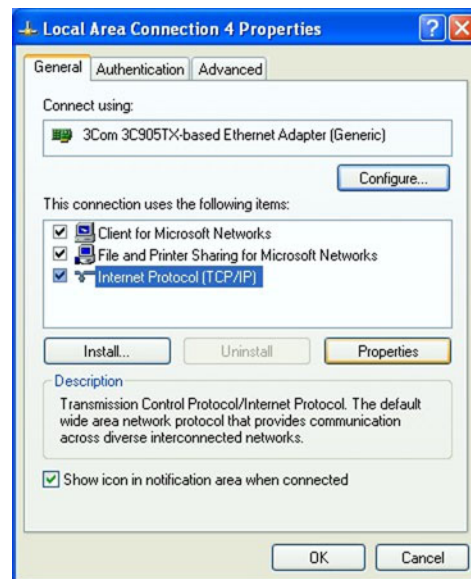 Local Area Connection 4 Properties
General
Authentication
Advanced
Connect using:
3Com 3C905TX-based Ethernet Adapter (Generic)
Configure...
This connection uses the following items:
Client for Microsoft Networks
File and Printer Sharing for Microsoft Networks
Internet Protocol (TCP/IP)
Install...
Uninstall
Properties
Description
Transmission Control Protocol/Internet Protocol. The default
wide area network protocol that provides communication
across diverse interconnected networks.
Show icon in notification area when connected
OK
Cancel